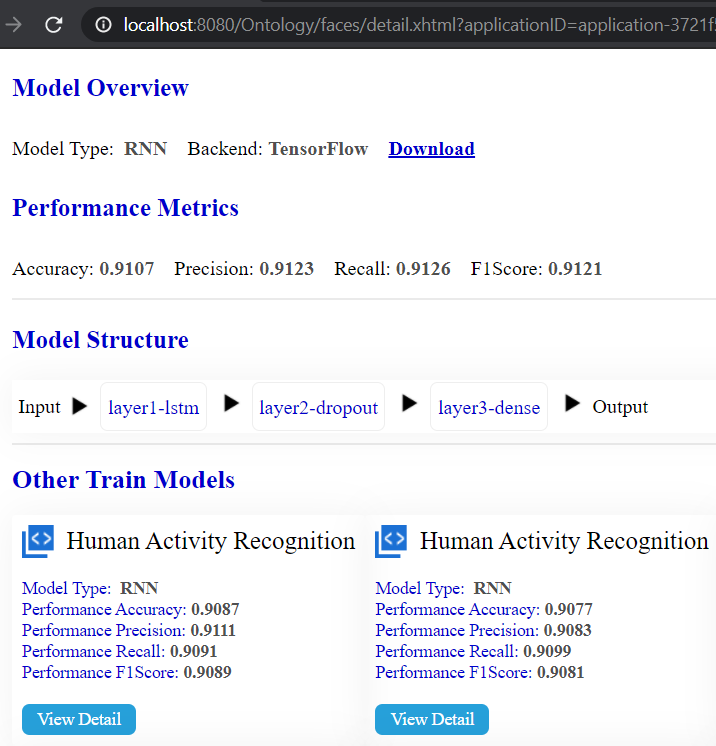 localhost:8080/Ontology/faces/detail.xhtml?applicationID=application-3721f
Model Overview
Model Type: RNN Backend: TensorFlow Download
Performance Metrics
Accuracy: 0.9107 Precision: 0.9123 Recall: 0.9126 F1Score: 0.9121
Model Structure
Input layer1-lstm layer2-dropout layer3-dense Output
Other Train Models
Human Activity Recognition
Model Type: RNN
Performance Accuracy: 0.9087
Performance Precision: 0.9111
Performance Recall: 0.9091
Performance F1Score: 0.9089
View Detail
Human Activity Recognition
Model Type: RNN
Performance Accuracy: 0.9077
Performance Precision: 0.9083
Performance Recall: 0.9099
Performance F1Score: 0.9081
View Detail